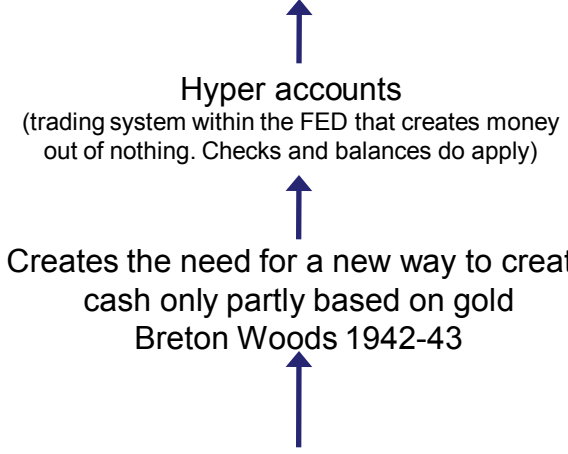 Hyper accounts
(trading system within the FED that creates money
out of nothing. Checks and balances do apply)
Creates the need for a new way to creat
cash only partly based on gold
Breton Woods 1942-43